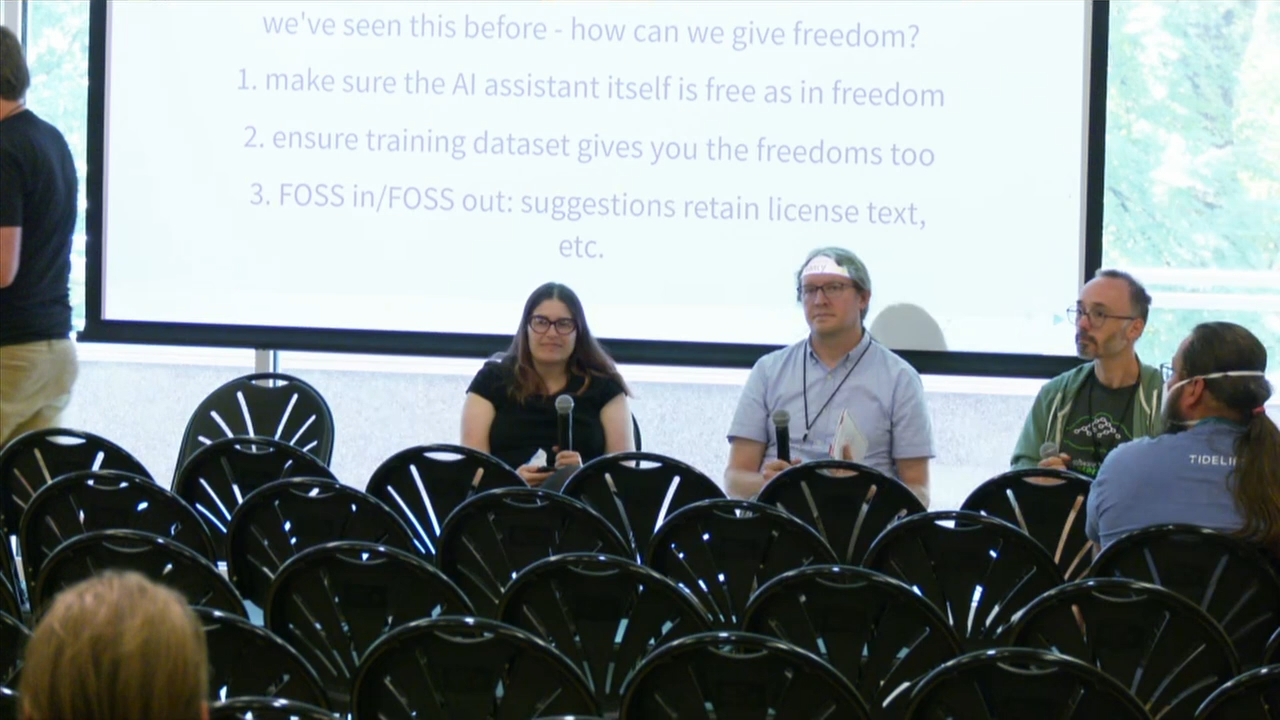 we've seen this before - how can we give freedom?
1. make sure the AI assistant itself is free as in freedom
2. ensure training dataset gives you the freedoms too
3. FOSS in/FOSS out: suggestions retain license text,
etc.
TIDELI